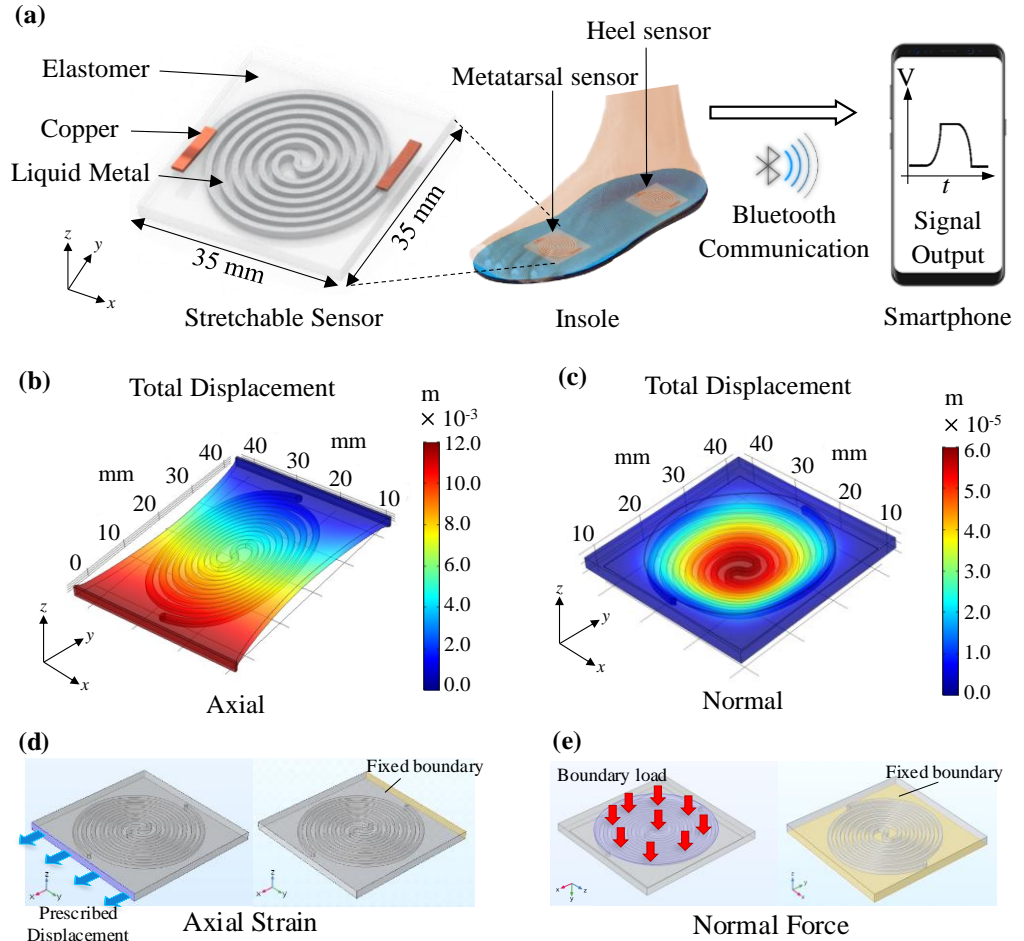 (a)
Heel sensor
Metatarsal sensor
Elastomer
Copper
Liquid Metal
35 mm
35 mm
z
y
x
Stretchable Sensor
Insole
Bluetooth
Communication
V
t
Signal
Output
Smartphone
(b)
Total Displacement
m
× 10-3
12.0
10.0
8.0
6.0
4.0
2.0
0.0
mm
40
30
20
10
0
mm
40
30
20
10
z
y
x
Axial
(c)
Total Displacement
m
× 10-5
6.0
5.0
4.0
3.0
2.0
1.0
0.0
mm
40
30
20
10
mm
40
30
20
10
z
y
x
Normal
(d)
Fixed boundary
z
x
y
z
x
y
Prescribed
Displacement
Axial Strain
(e)
Boundary load
Fixed boundary
x
z
y
z
y
x
Normal Force